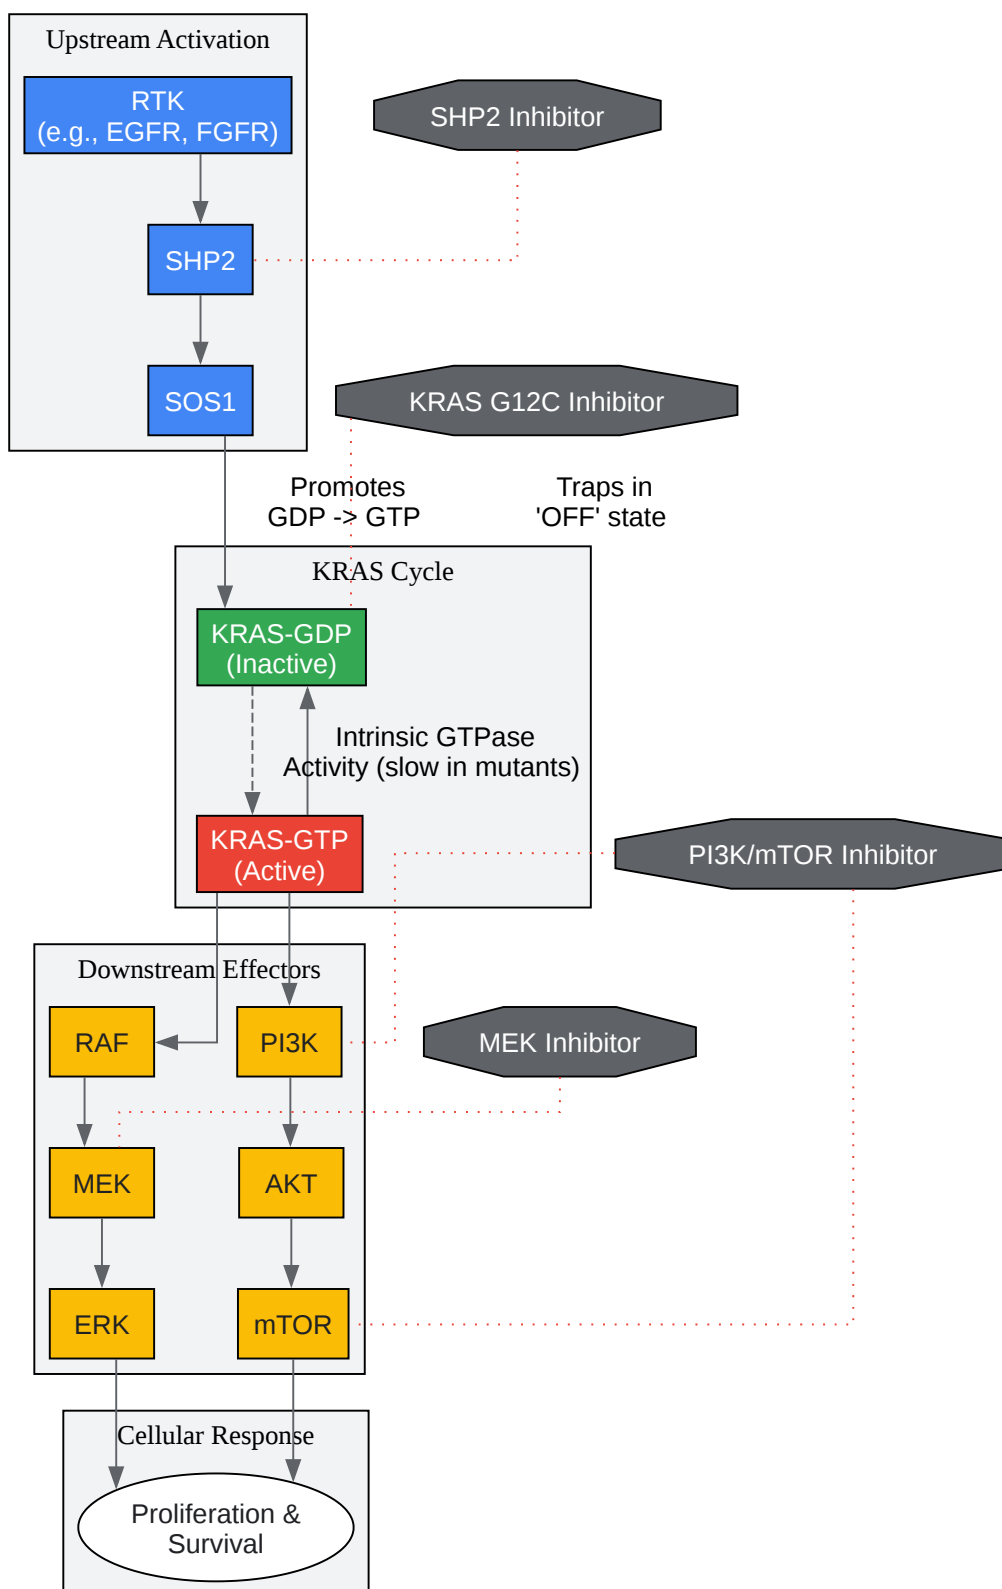 Upstream Activation
RTK
(e.g., EGFR, FGFR)
SHP2 Inhibitor
SHP2
SOS1
KRAS G12C Inhibitor
Promotes
GDP -> GTP
Traps in
'OFF' state
KRAS Cycle
KRAS-GDP
(Inactive)
Intrinsic GTPase
Activity (slow in mutants)
KRAS-GTP
(Active)
PI3K/mTOR Inhibitor
Downstream Effectors
RAF
PI3K
MEK Inhibitor
MEK
AKT
ERK
mTOR
Cellular Response
Proliferation &
Survival